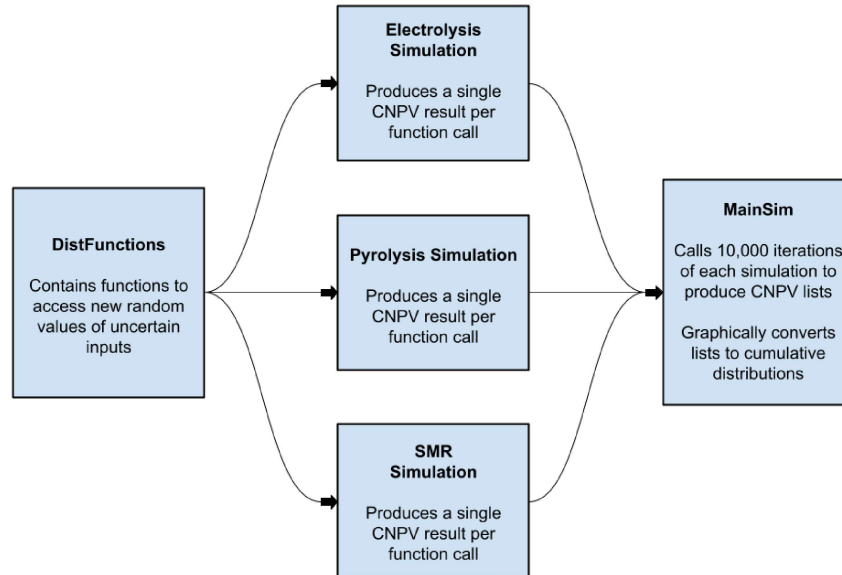 Electrolysis
Simulation
Produces a single
CNPV result per
function call
DistFunctions
Contains functions to
access new random
values of uncertain
inputs
Pyrolysis Simulation
Produces a single
CNPV result per
function call
MainSim
Calls 10,000 iterations
of each simulation to
produce CNPV lists
Graphically converts
lists to cumulative
distributions
SMR
Simulation
Produces a single
CNPV result per
function call